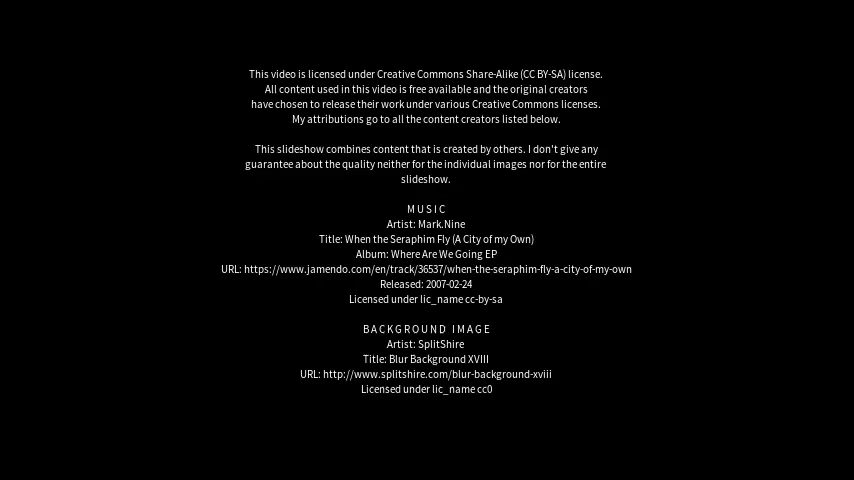 This video is licensed under Creative Commons Share-Alike (CC BY-SA) license.
All content used in this video is free available and the original creators
have chosen to release their work under various Creative Commons licenses.
My attributions go to all the content creators listed below.
This slideshow combines content that is created by others. I don't give any
guarantee about the quality neither for the individual images nor for the entire
slideshow.
MUSIC
Artist: Mark.Nine
Title: When the Seraphim Fly (A City of my Own)
Album: Where Are We Going EP
URL: https://www.jamendo.com/en/track/36537/when-the-seraphim-fly-a-city-of-my-own
Released: 2007-02-24
Licensed under lic_name cc-by-sa
BACKGROUND IMAGE
Artist: SplitShire
Title: Blur Background XVIII
URL: http://www.splitshire.com/blur-background-xviii
Licensed under lic_name cc0